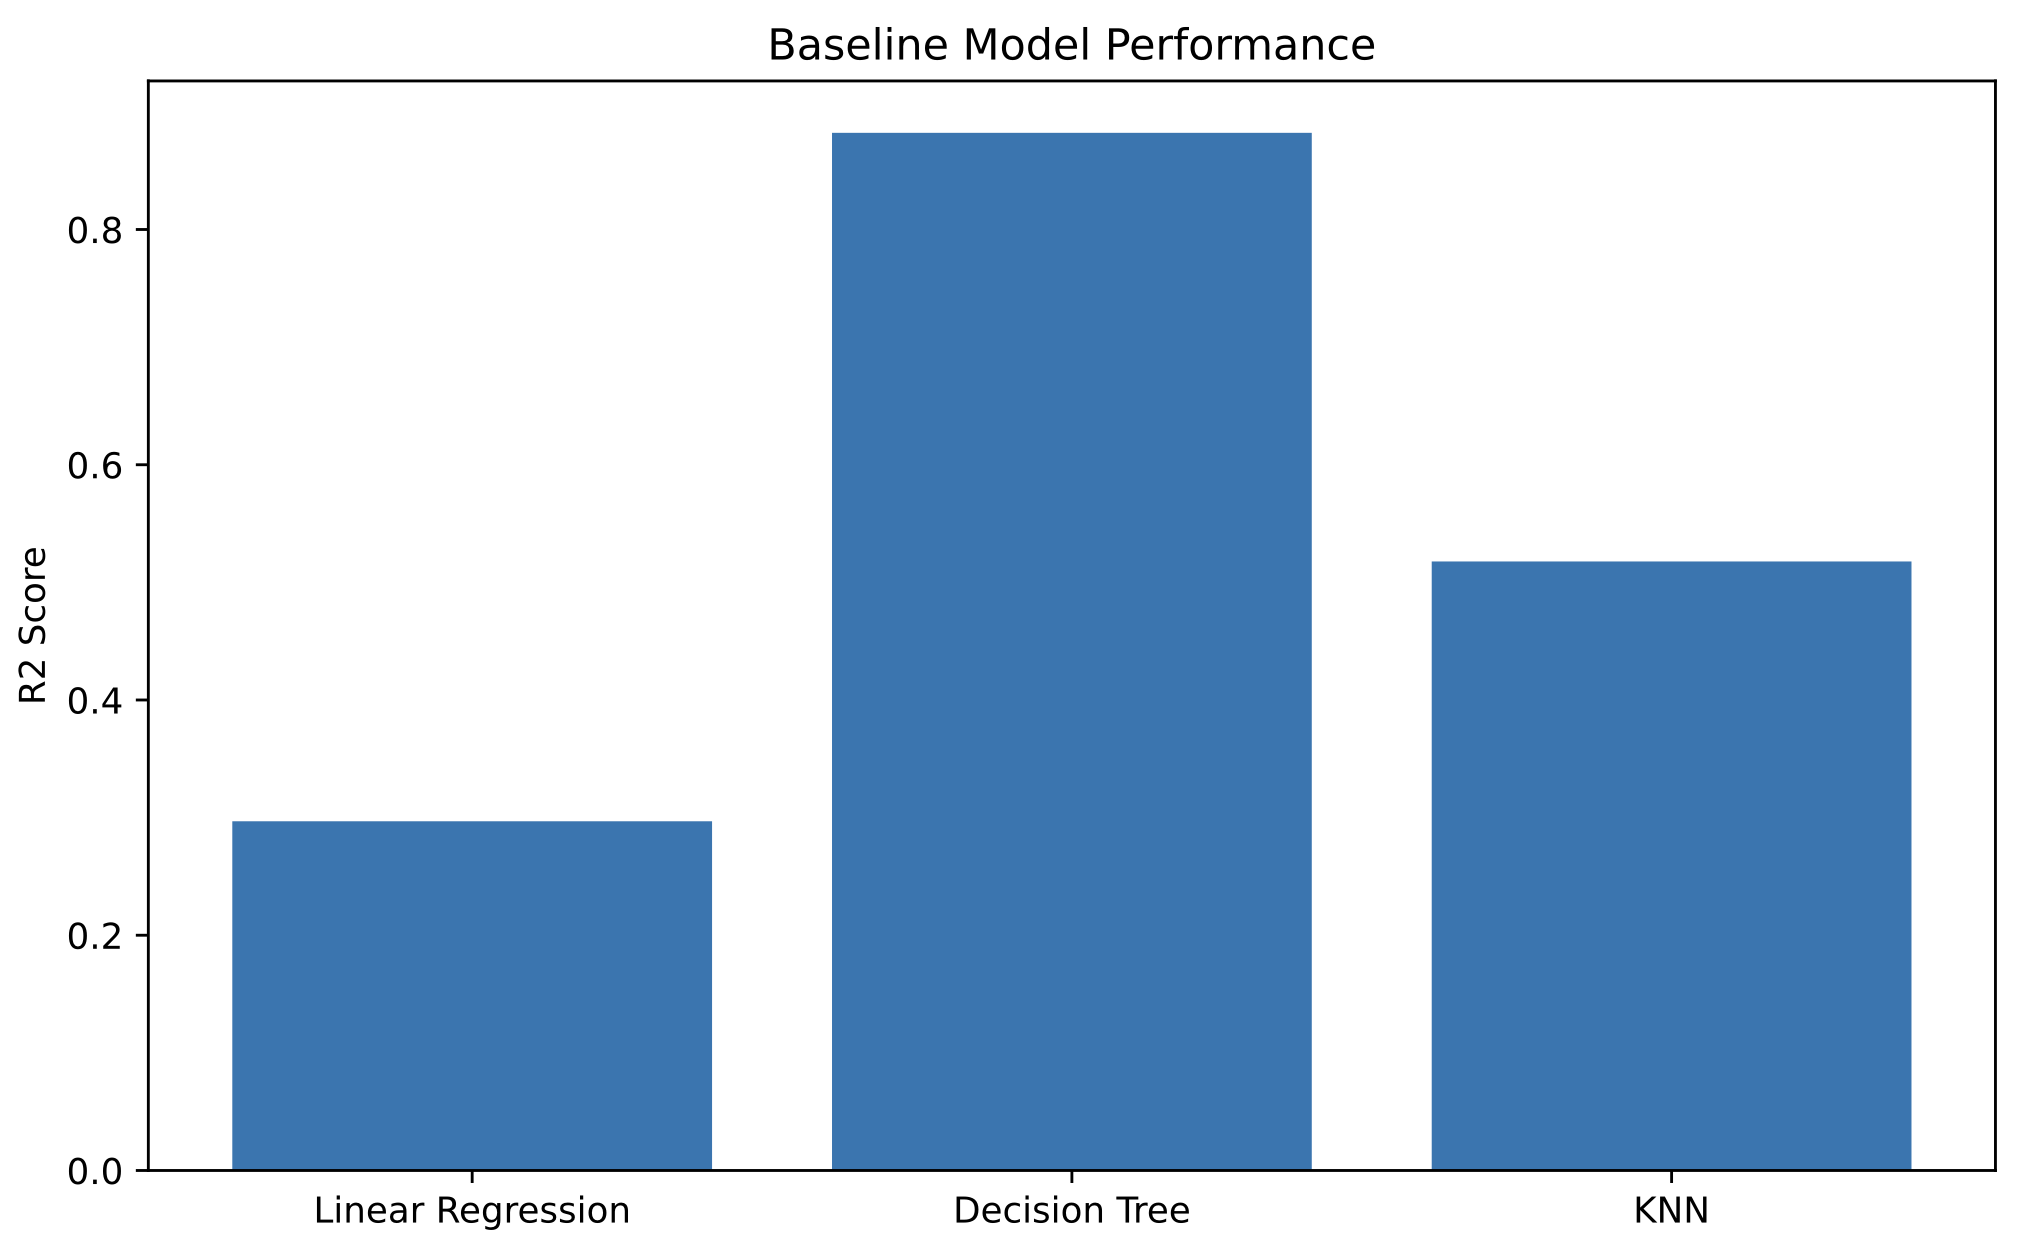 Baseline Model Performance
R2 Score
0.8
0.6
0.4
0.2
0.0
Linear Regression
Decision Tree
KNN